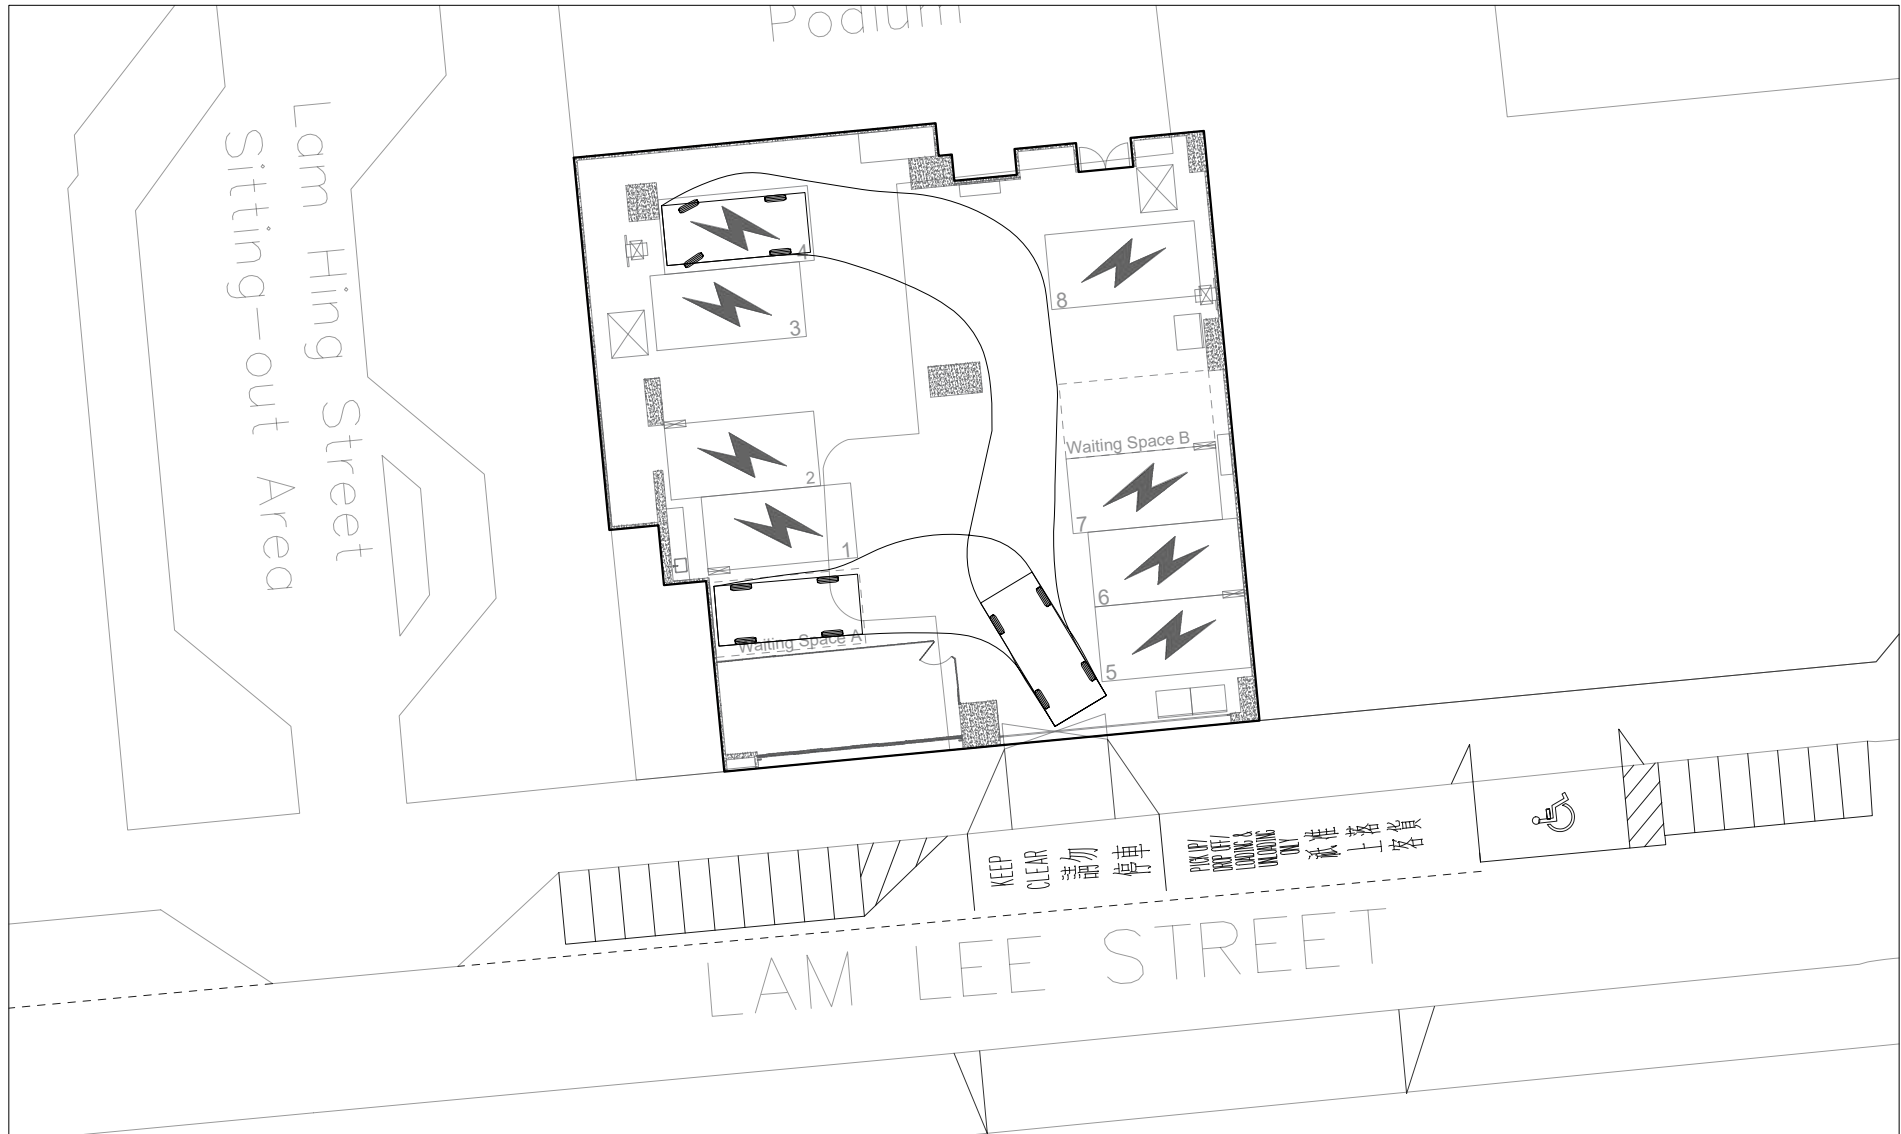 Podium
Lam Hing Street
Sitting-out Area
4
3
8
2
1
Waiting Space B
7
6
5
Waiting Space A
KEEP
CLEAR
請勿
停車
PICK UP/
DROP OFF/
LOADING &
UNLOADING
ONLY
祇准
上落
客貨
LAM LEE STREET